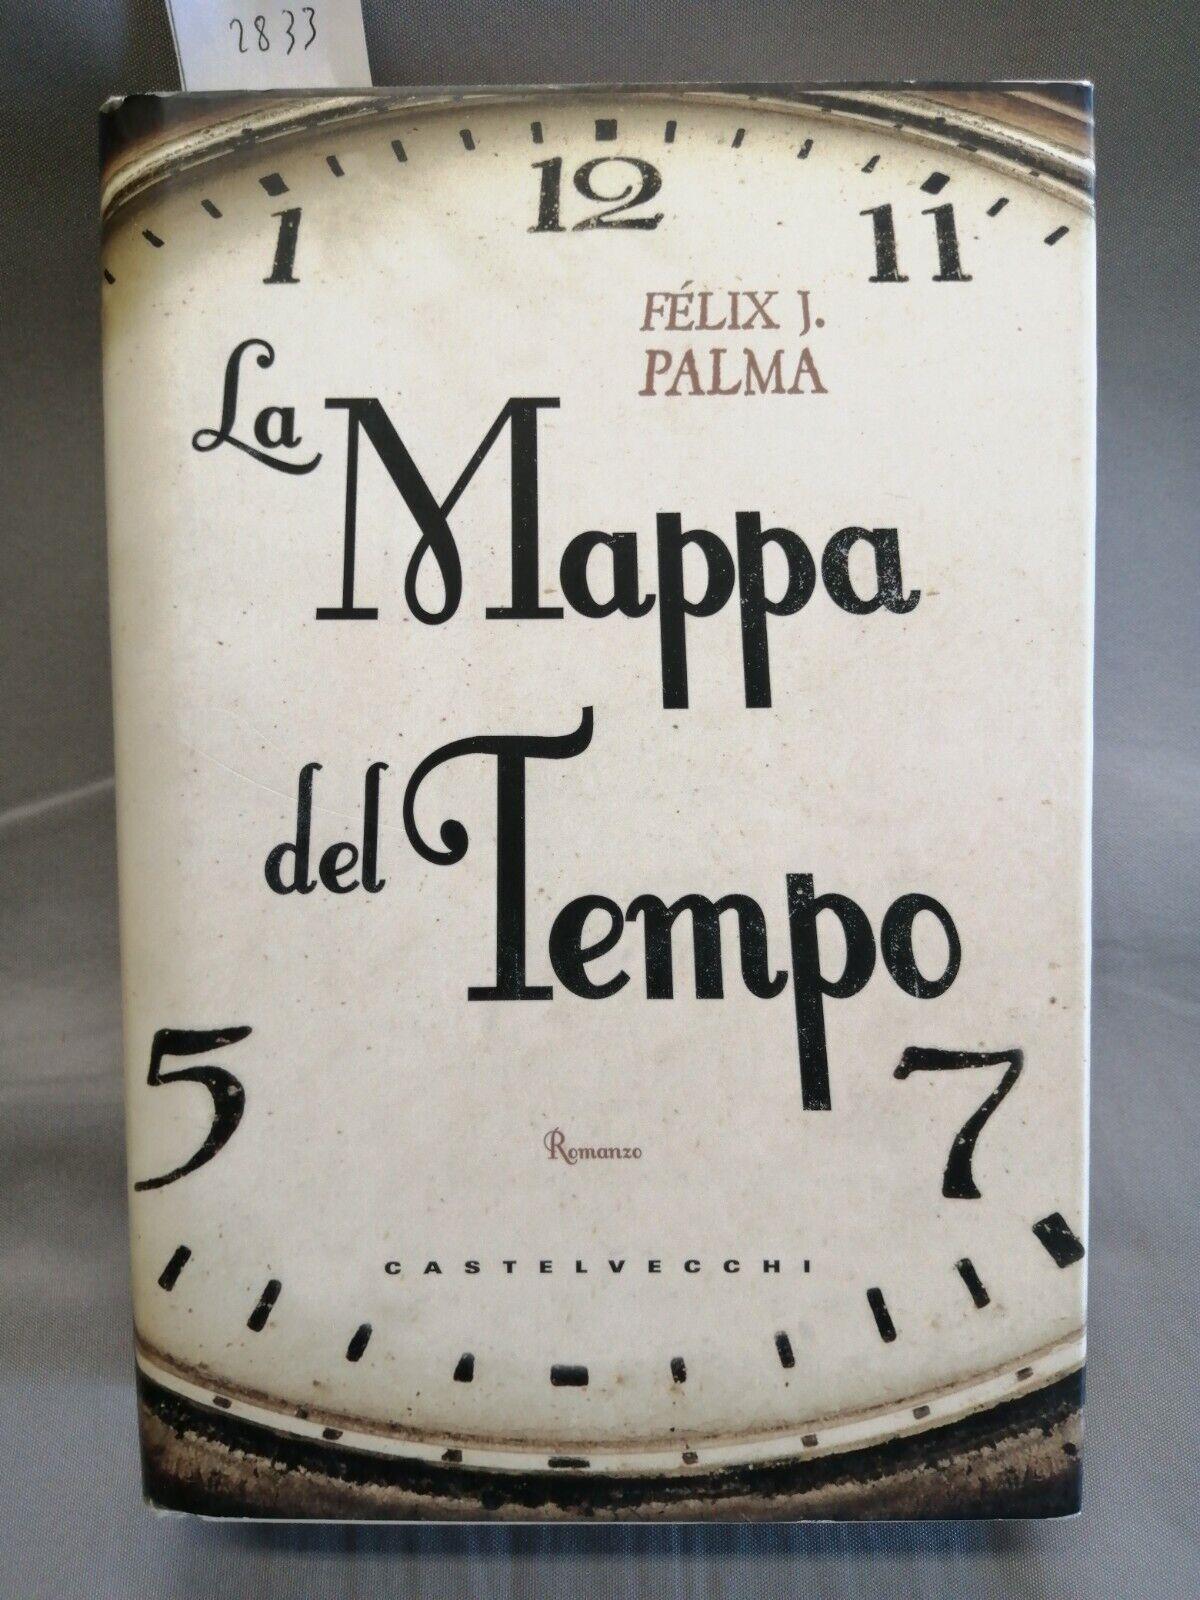 2833
1 12 11
FÉLIX J.
PALMA
La Mappa
del Tempo
5 7
Romanzo
CASTELVECCHI